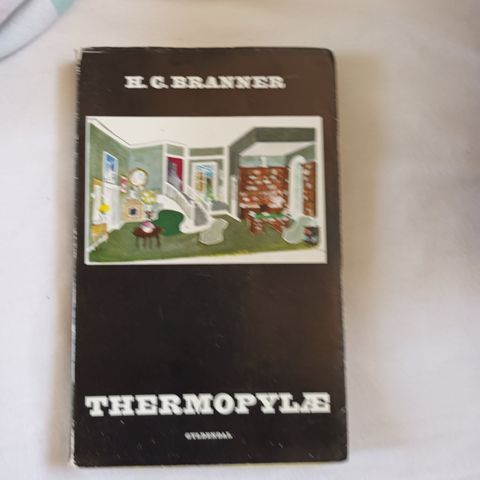 H. C. BRANNER
THERMOPYLÆ
GYLDENDAL